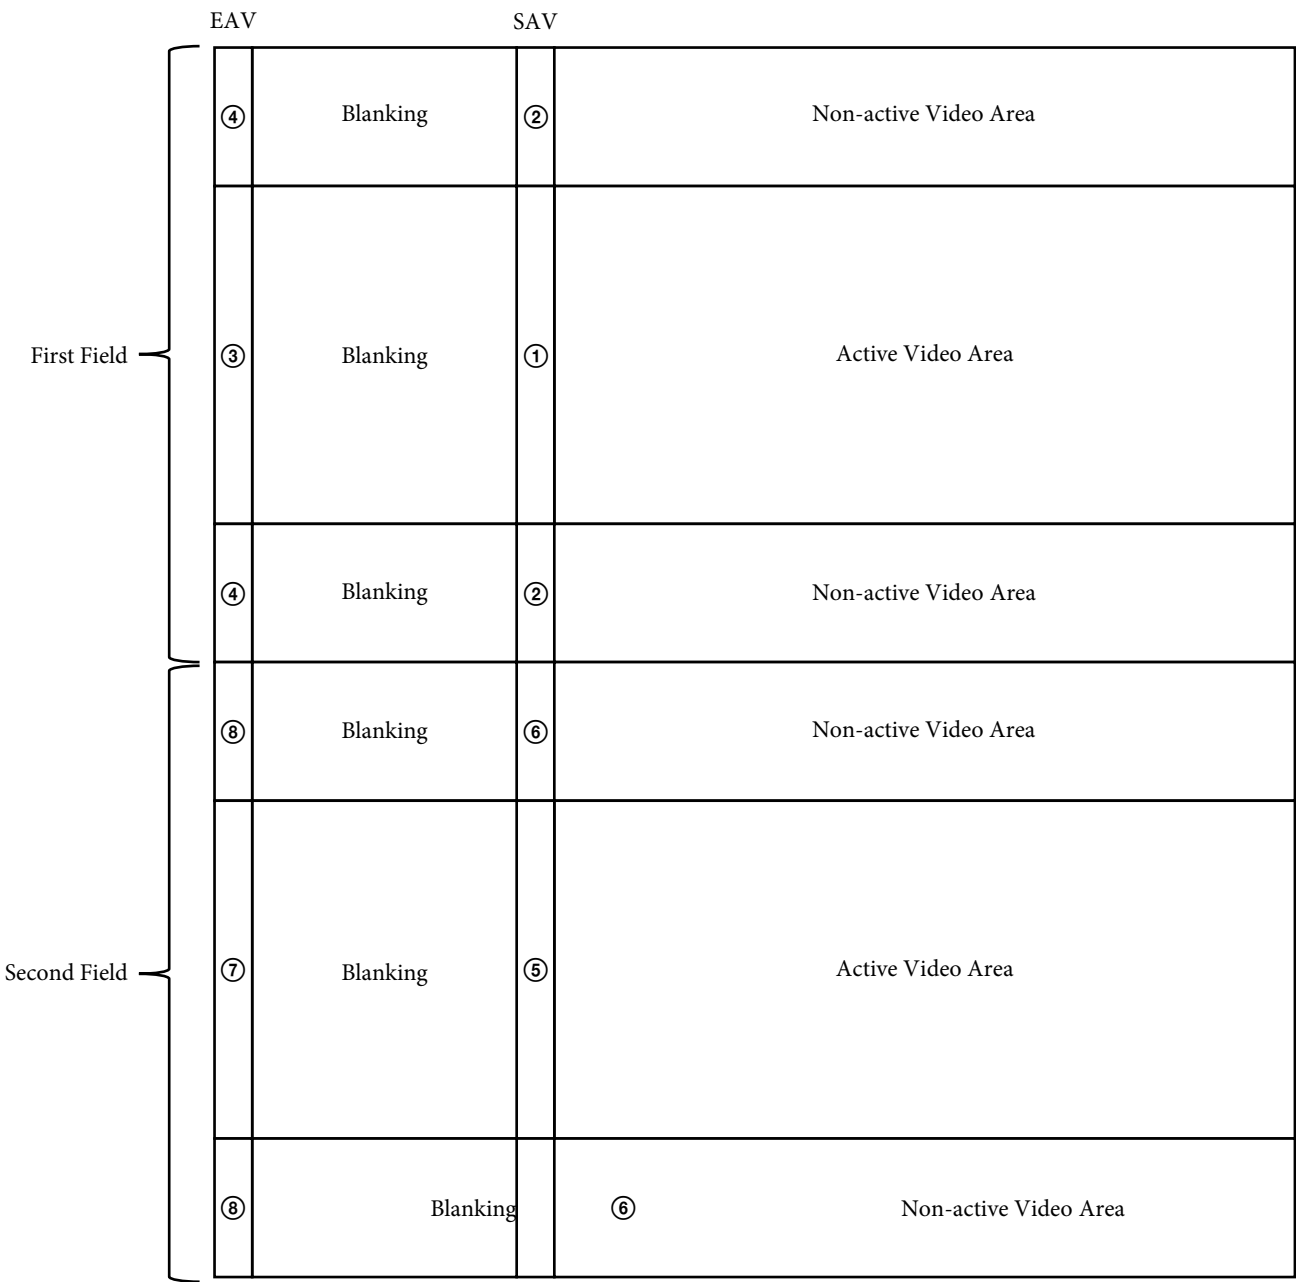 EAV SAV
④ Blanking ② Non-active Video Area
First Field ③ Blanking ① Active Video Area
④ Blanking ② Non-active Video Area
⑧ Blanking ⑥ Non-active Video Area
Second Field ⑦ Blanking ⑤ Active Video Area
⑧ Blanking ⑥ Non-active Video Area